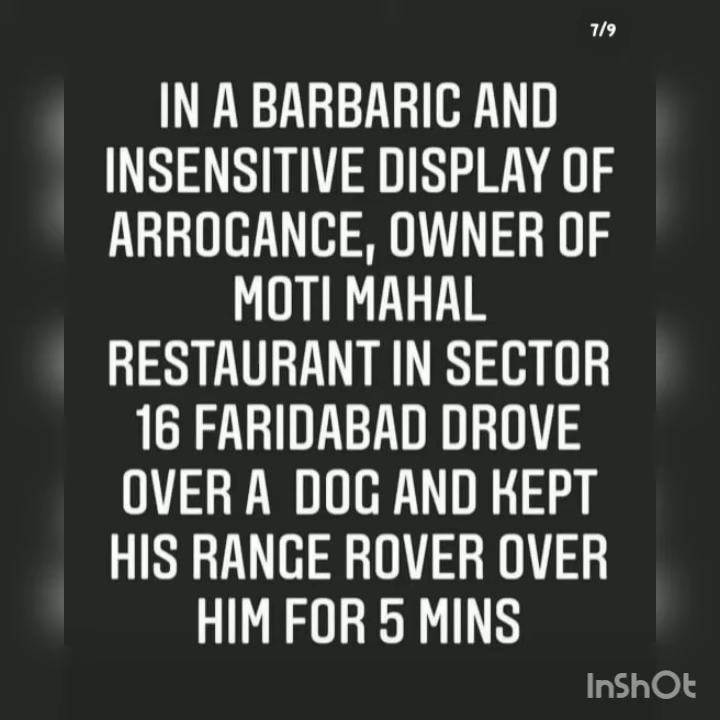 7/9
IN A BARBARIC AND
INSENSITIVE DISPLAY OF
ARROGANCE, OWNER OF
MOTI MAHAL
RESTAURANT IN SECTOR
16 FARIDABAD DROVE
OVER A DOG AND KEPT
HIS RANGE ROVER OVER
HIM FOR 5 MINS
InShOt